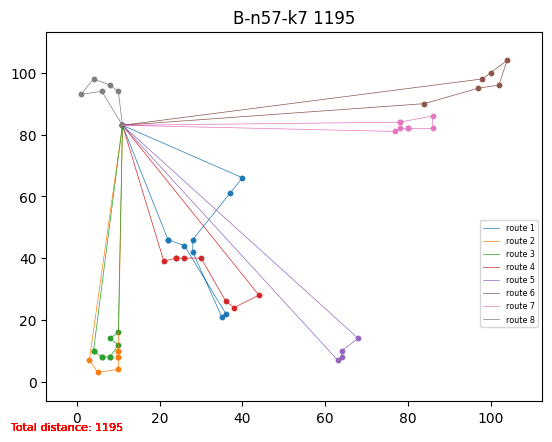 B-n57-k7 1195
100
80
60
40
20
0
route 1
route 2
route 3
route 4
route 5
route 6
route 7
route 8
0
20
40
60
80
100
Total distance: 1195